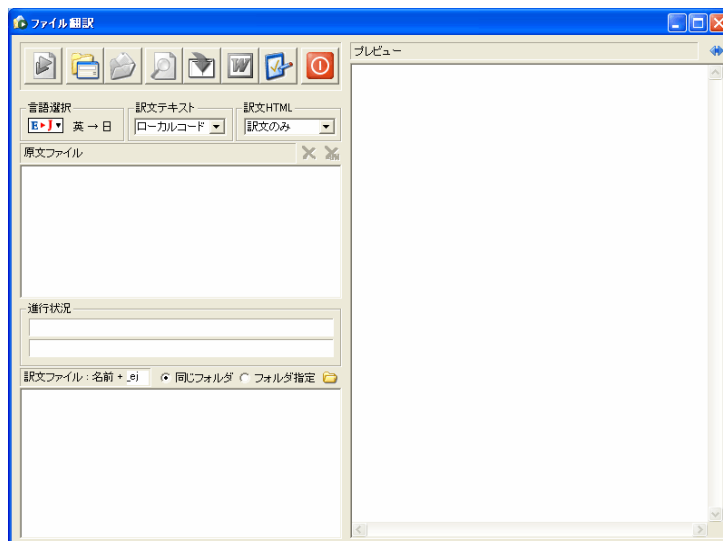 ファイル翻訳
プレビュー
言語選択
訳文テキスト
訳文HTML
E▶J▼ 英→日
ローカルコード
訳文のみ
原文ファイル
進行状況
訳文ファイル:名前 + _ej
同じフォルダ
フォルダ指定